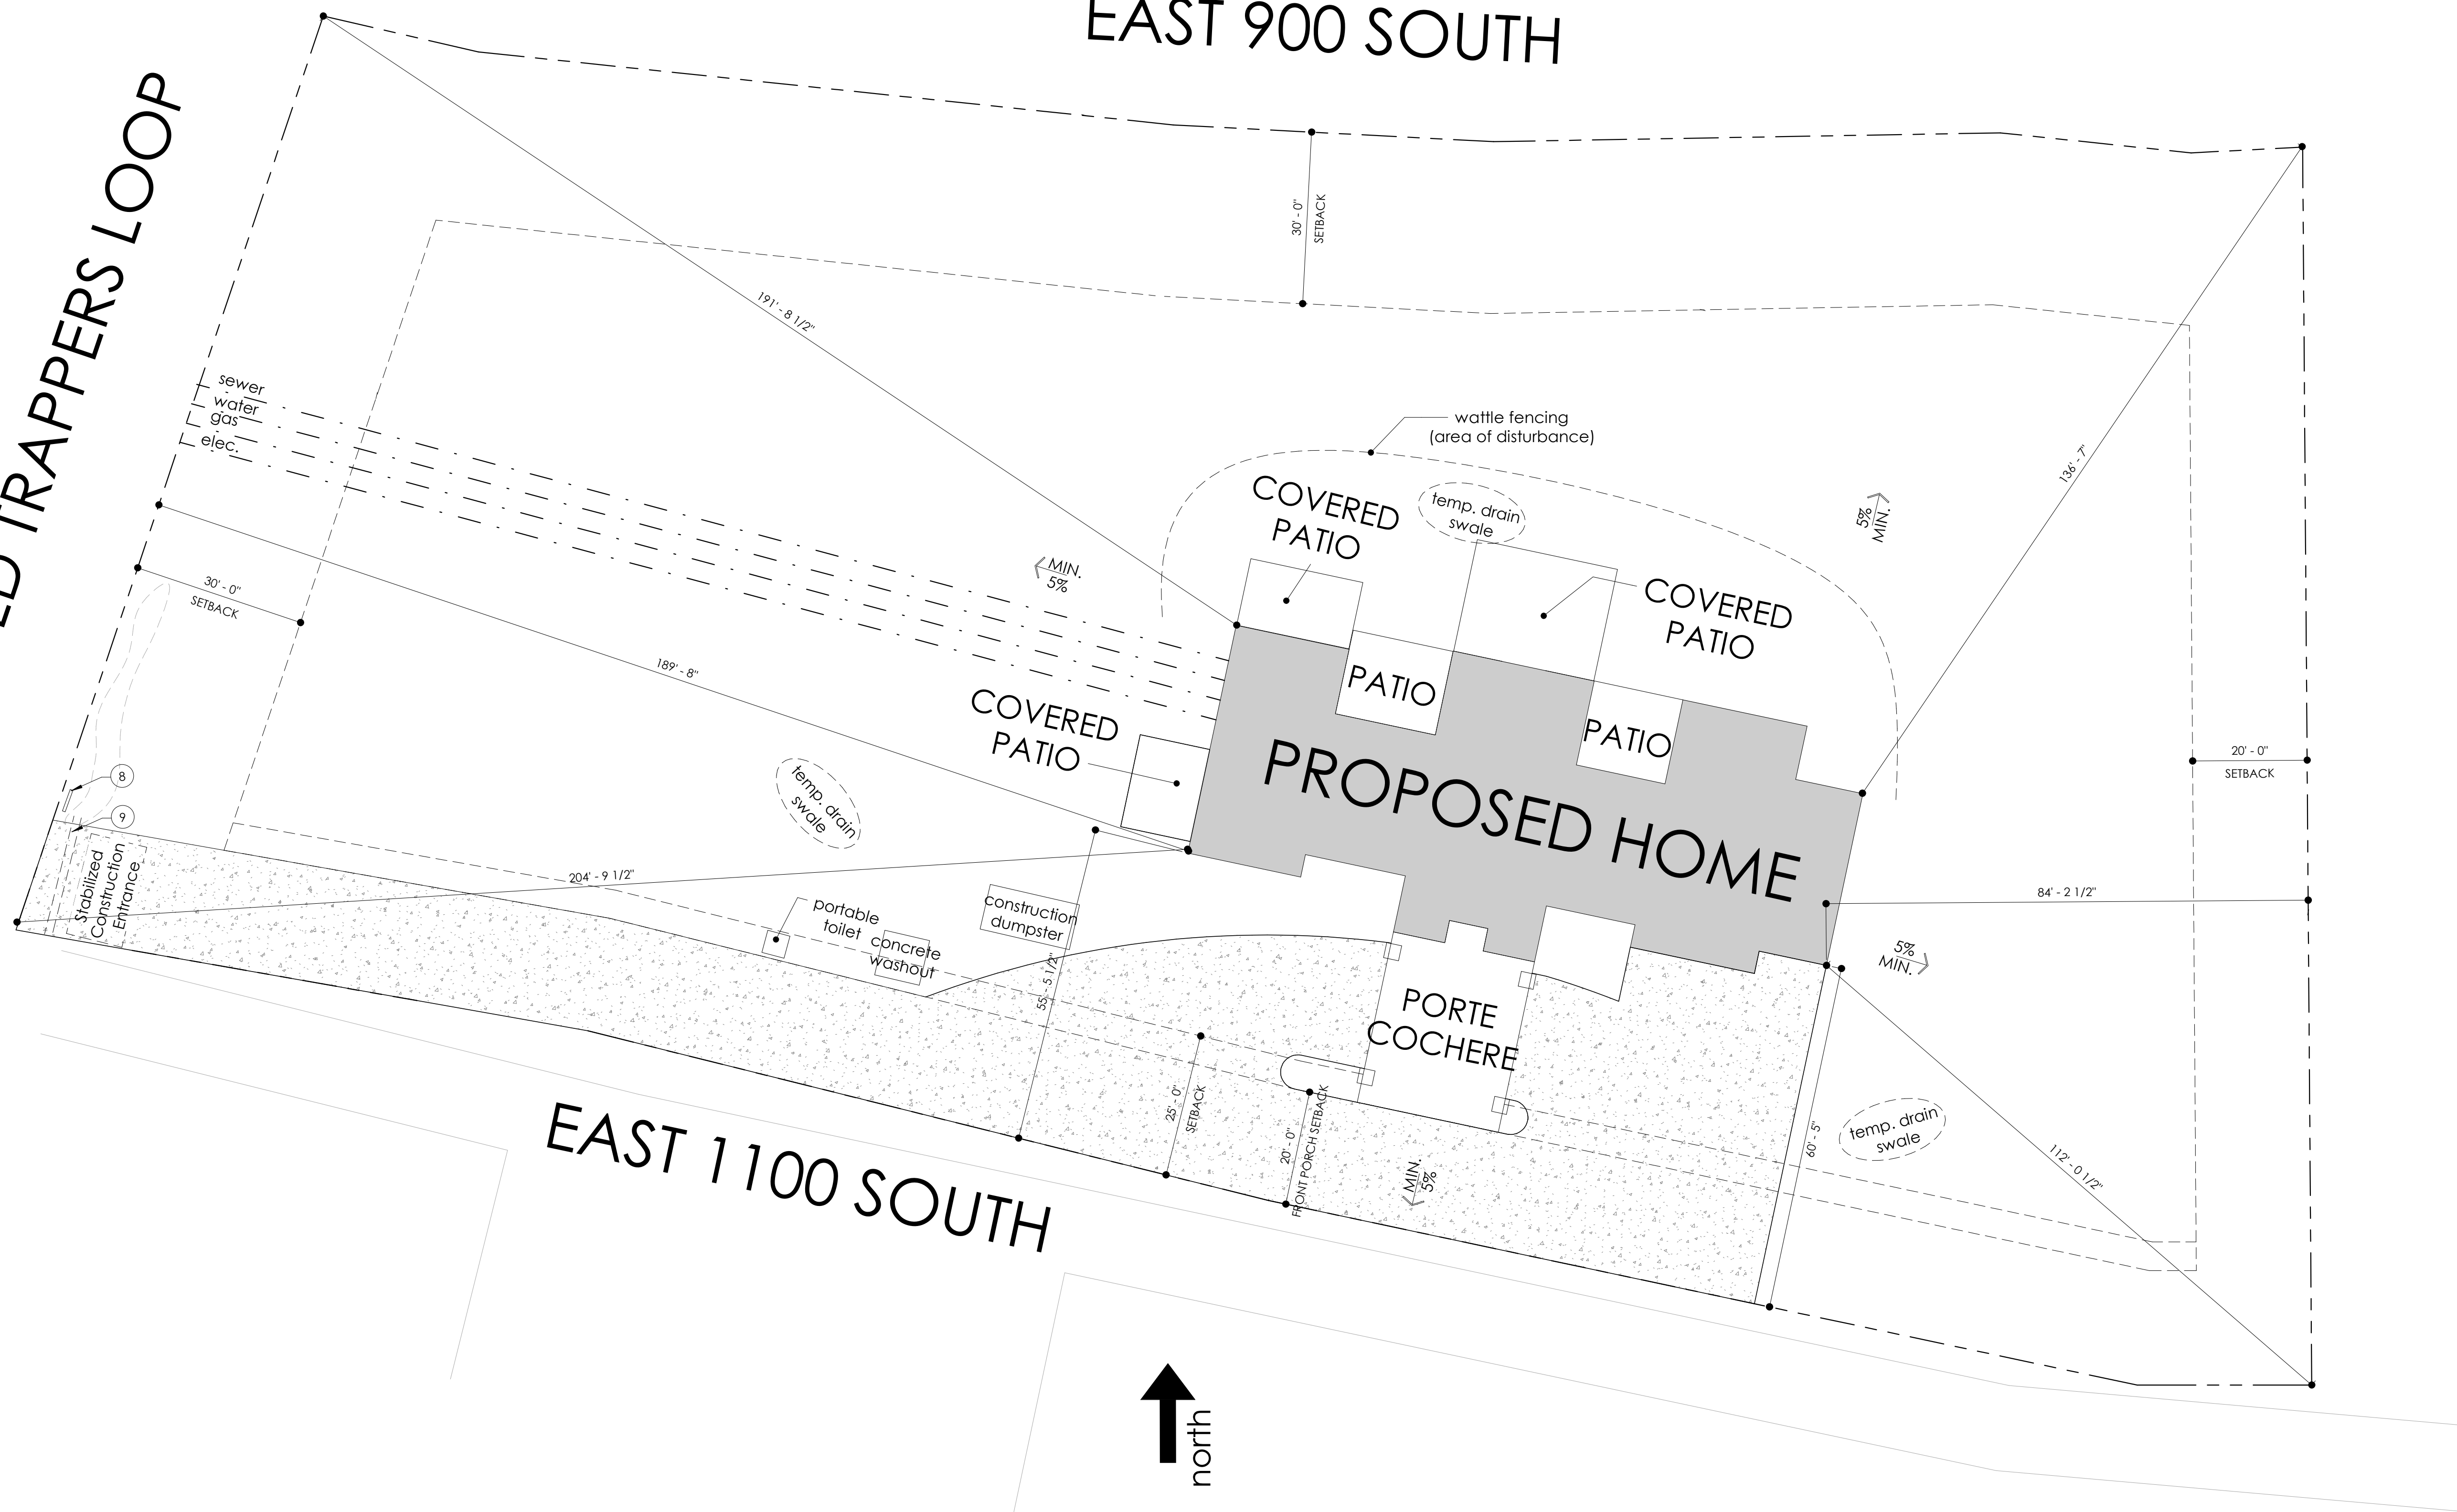 EAST 900 SOUTH
TRAPPERS LOOP
30' - 0"
SETBACK
191' - 8 1/2"
sewer
water
gas
elec.
wattle fencing
(area of disturbance)
136' - 7"
COVERED
PATIO
temp. drain
swale
5%
MIN.
MIN.
5%
30' - 0"
SETBACK
COVERED
PATIO
189' - 8"
PATIO
COVERED
PATIO
PATIO
PROPOSED HOME
20' - 0"
SETBACK
8
9
temp. drain
swale
Stabilized
Construction
Entrance
204' - 9 1/2"
84' - 2 1/2"
portable
toilet
concrete
washout
construction
dumpster
55' - 5 1/2"
5%
MIN.
PORTE
COCHERE
25' - 0"
SETBACK
20' - 0"
FRONT PORCH SETBACK
MIN.
5%
60' - 5"
temp. drain
swale
112' - 0 1/2"
EAST 1100 SOUTH
north